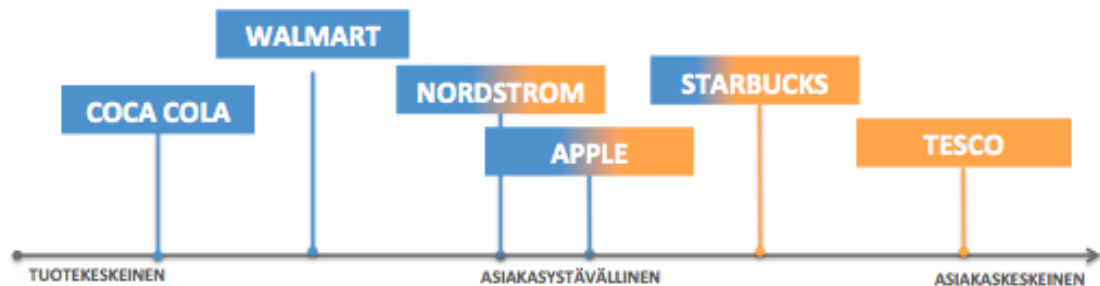 WALMART
COCA COLA
NORDSTROM
STARBUCKS
APPLE
TESCO
TUOTEKESKEINEN
ASIAKASYSTÄVÄLLINEN
ASIAKASKESKEINEN